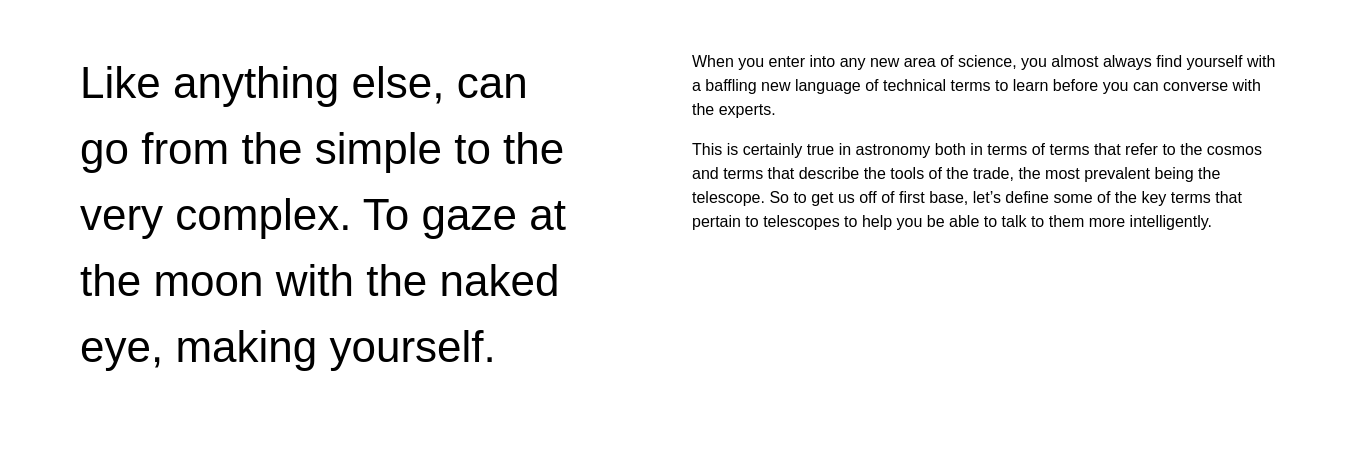 Like anything else, can
go from the simple to the
very complex. To gaze at
the moon with the naked
eye, making yourself.
When you enter into any new area of science, you almost always find yourself with
a baffling new language of technical terms to learn before you can converse with
the experts.
This is certainly true in astronomy both in terms of terms that refer to the cosmos
and terms that describe the tools of the trade, the most prevalent being the
telescope. So to get us off of first base, let’s define some of the key terms that
pertain to telescopes to help you be able to talk to them more intelligently.